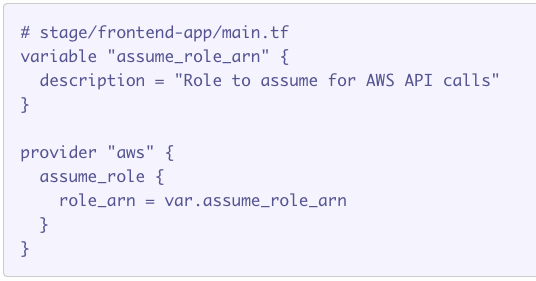 # stage/frontend-app/main.tf
variable "assume_role_arn" {
  description = "Role to assume for AWS API calls"
}

provider "aws" {
  assume_role {
    role_arn = var.assume_role_arn
  }
}